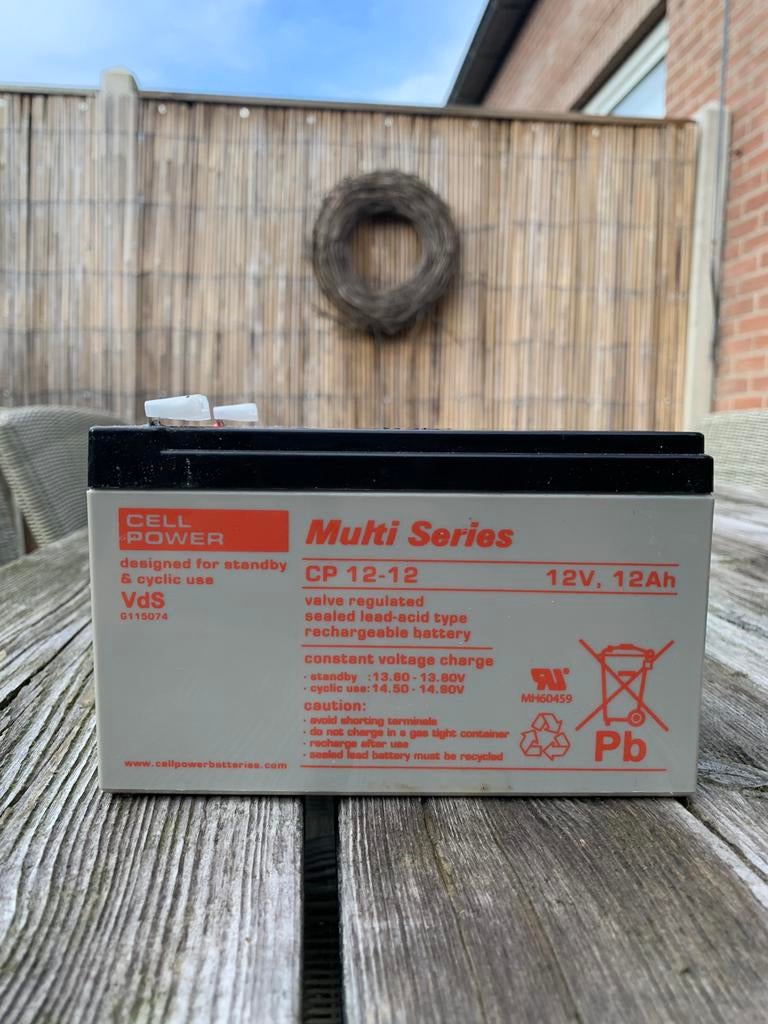 CELL
POWER
designed for standby
& cyclic use
VdS
G115074
www.cellpowerbatteries.com
Multi Series
CP 12-12 12V, 12Ah
valve regulated
sealed lead-acid type
rechargeable battery
constant voltage charge
· standby :13.60 - 13.80V
· cyclic use: 14.50 - 14.90V
caution:
· avoid shorting terminals
· do not charge in a gas tight container
· recharge after use
· sealed lead battery must be recycled
MH60459
Pb